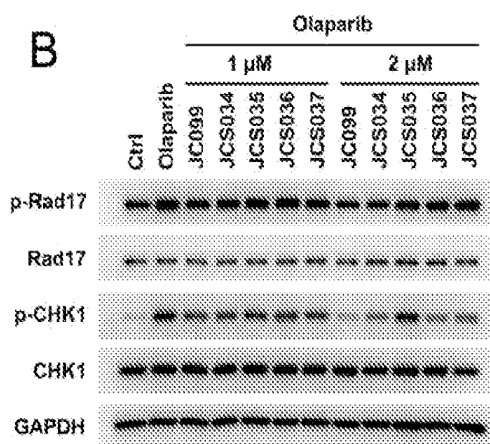 B
Olaparib
1 µM 2 µM
Ctrl Olaparib JC099 JCS034 JCS035 JCS036 JCS037 JC099 JCS034 JCS035 JCS036 JCS037
p-Rad17
Rad17
p-CHK1
CHK1
GAPDH